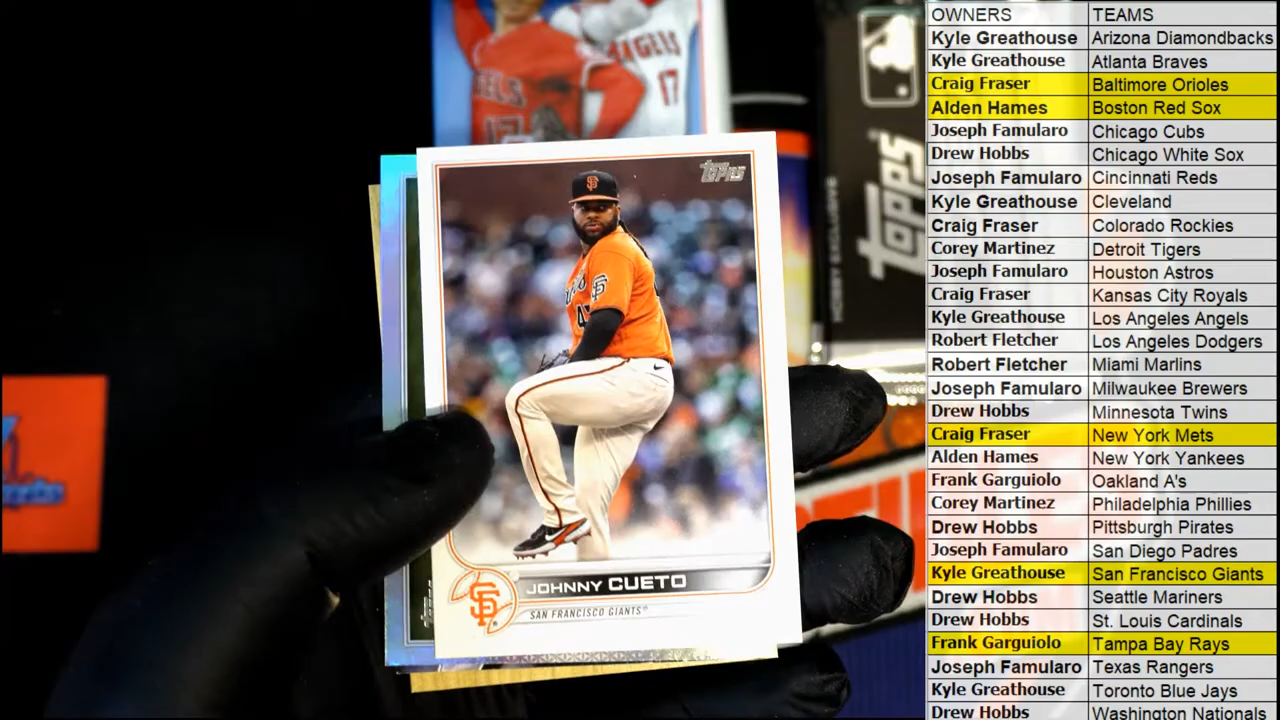 OWNERS TEAMS
Kyle Greathouse Arizona Diamondbacks
Kyle Greathouse Atlanta Braves
Craig Fraser Baltimore Orioles
Alden Hames Boston Red Sox
Joseph Famularo Chicago Cubs
Drew Hobbs Chicago White Sox
Joseph Famularo Cincinnati Reds
Kyle Greathouse Cleveland
Craig Fraser Colorado Rockies
Corey Martinez Detroit Tigers
Joseph Famularo Houston Astros
Craig Fraser Kansas City Royals
Kyle Greathouse Los Angeles Angels
Robert Fletcher Los Angeles Dodgers
Robert Fletcher Miami Marlins
Joseph Famularo Milwaukee Brewers
Drew Hobbs Minnesota Twins
Craig Fraser New York Mets
Alden Hames New York Yankees
Frank Garguiolo Oakland A's
Corey Martinez Philadelphia Phillies
Drew Hobbs Pittsburgh Pirates
Joseph Famularo San Diego Padres
Kyle Greathouse San Francisco Giants
Drew Hobbs Seattle Mariners
Drew Hobbs St. Louis Cardinals
Frank Garguiolo Tampa Bay Rays
Joseph Famularo Texas Rangers
Kyle Greathouse Toronto Blue Jays
Drew Hobbs Washington Nationals
17
Topps
HOBBY EXCLUSIVE
Topps
SF
SF
SF
JOHNNY CUETO
SAN FRANCISCO GIANTS